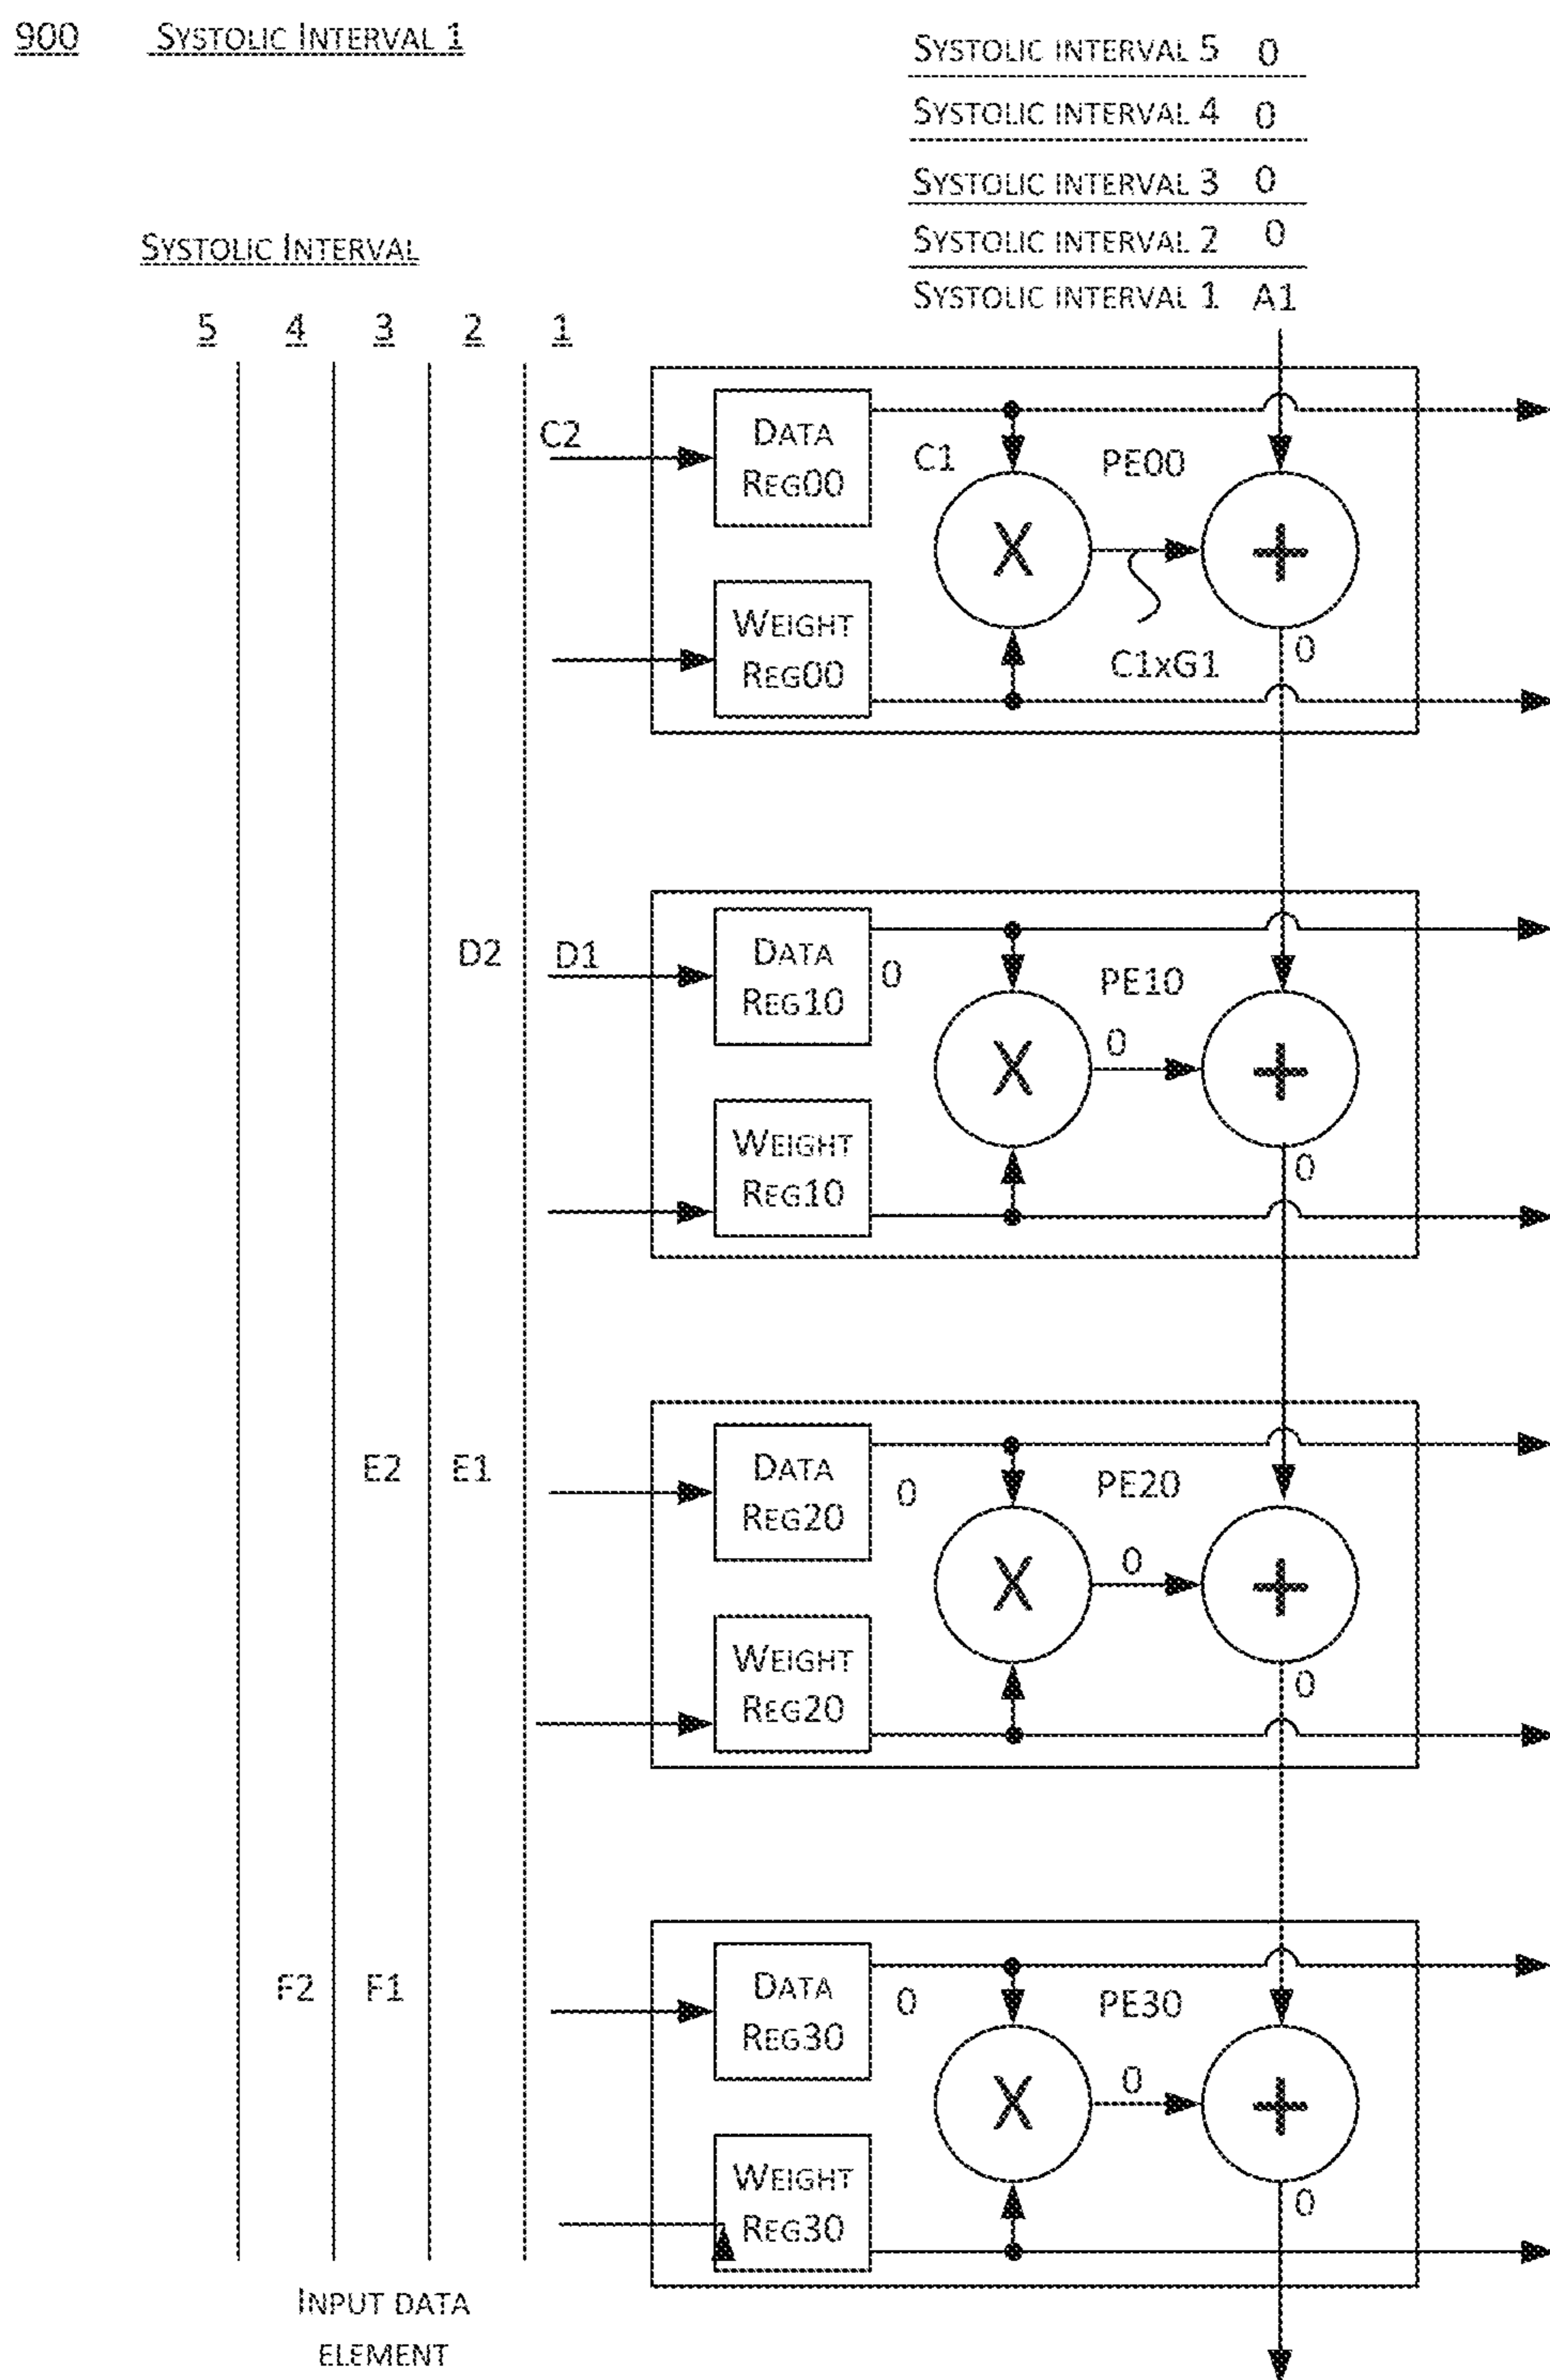 900 SYSTOLIC INTERVAL 1
SYSTOLIC INTERVAL 5 0
SYSTOLIC INTERVAL 4 0
SYSTOLIC INTERVAL 3 0
SYSTOLIC INTERVAL 2 0
SYSTOLIC INTERVAL 1 A1
SYSTOLIC INTERVAL
5 4 3 2 1
C2
DATA
REG00
C1
PE00
X
+
WEIGHT
REG00
C1xG1
0
D2 D1
DATA
REG10
0
PE10
X
0
+
WEIGHT
REG10
0
E2 E1
DATA
REG20
0
PE20
X
0
+
WEIGHT
REG20
0
F2 F1
DATA
REG30
0
PE30
X
0
+
WEIGHT
REG30
0
INPUT DATA
ELEMENT